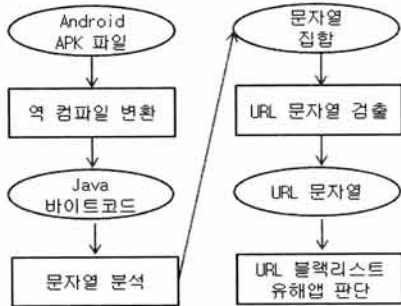 Android
APK 파일
역 컴파일 변환
Java
바이트코드
문자열 분석
문자열
집합
URL 문자열 검출
URL 문자열
URL 블랙리스트
유해앱 판단